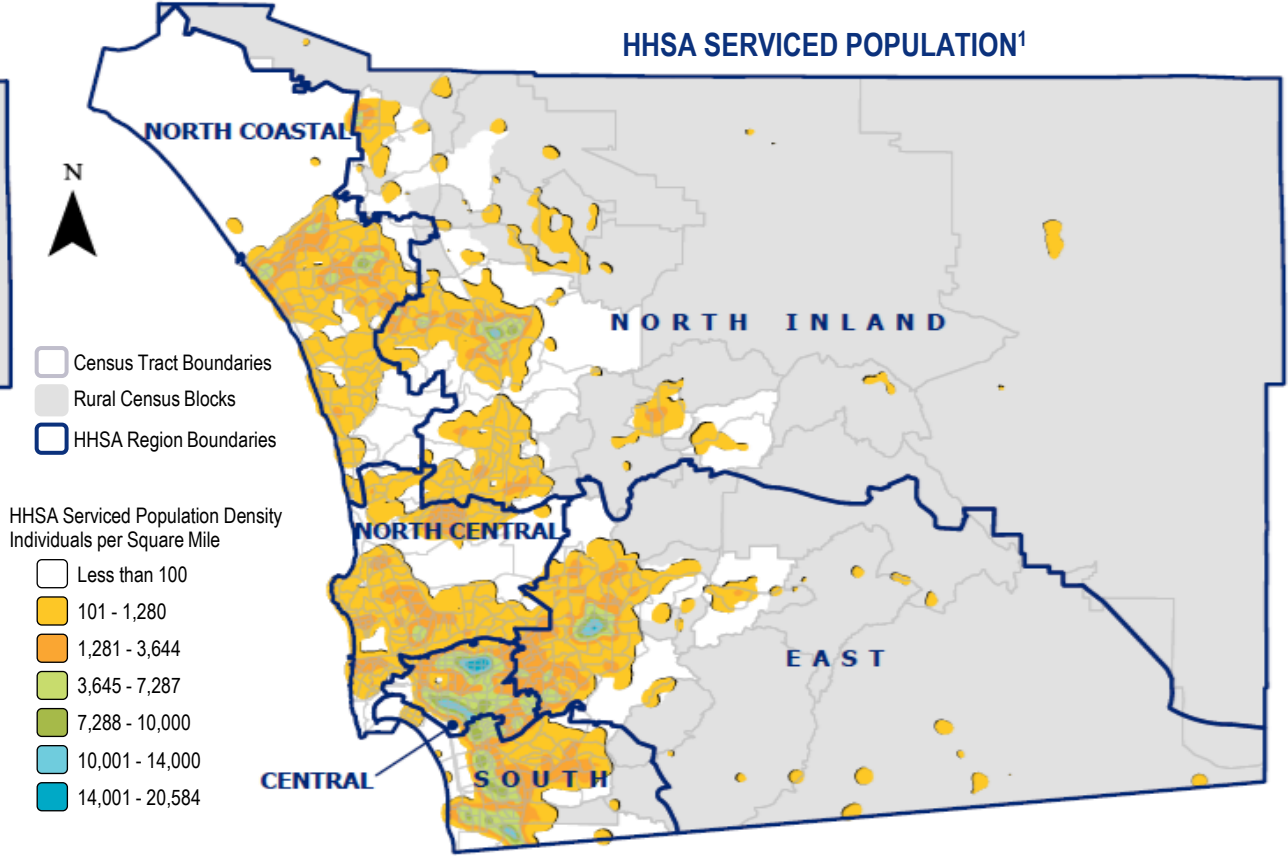 HHSA SERVICED POPULATION¹
NORTH COASTAL
N
NORTH INLAND
Census Tract Boundaries
Rural Census Blocks
HHSA Region Boundaries
HHSA Serviced Population Density
Individuals per Square Mile
Less than 100
101 - 1,280
1,281 - 3,644
3,645 - 7,287
7,288 - 10,000
10,001 - 14,000
14,001 - 20,584
NORTH CENTRAL
EAST
CENTRAL
SOUTH